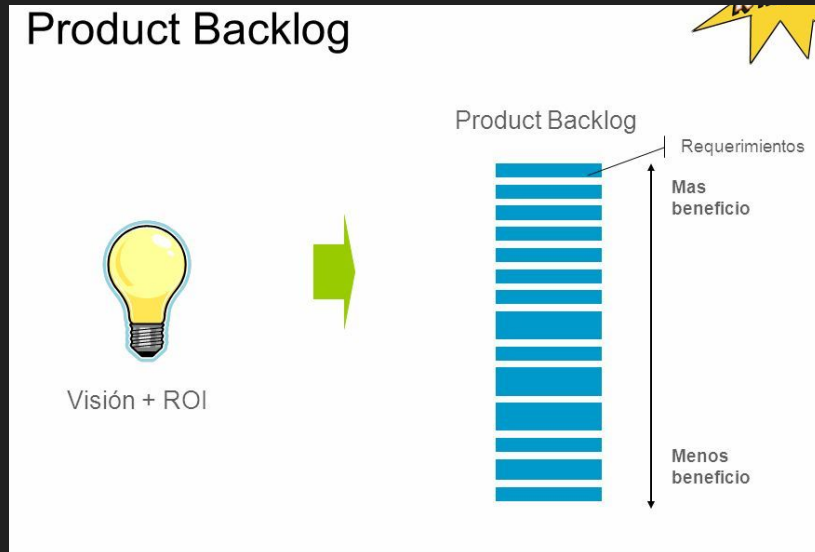 Product Backlog
Product Backlog
Requerimientos
Mas
beneficio
Visión + ROI
Menos
beneficio